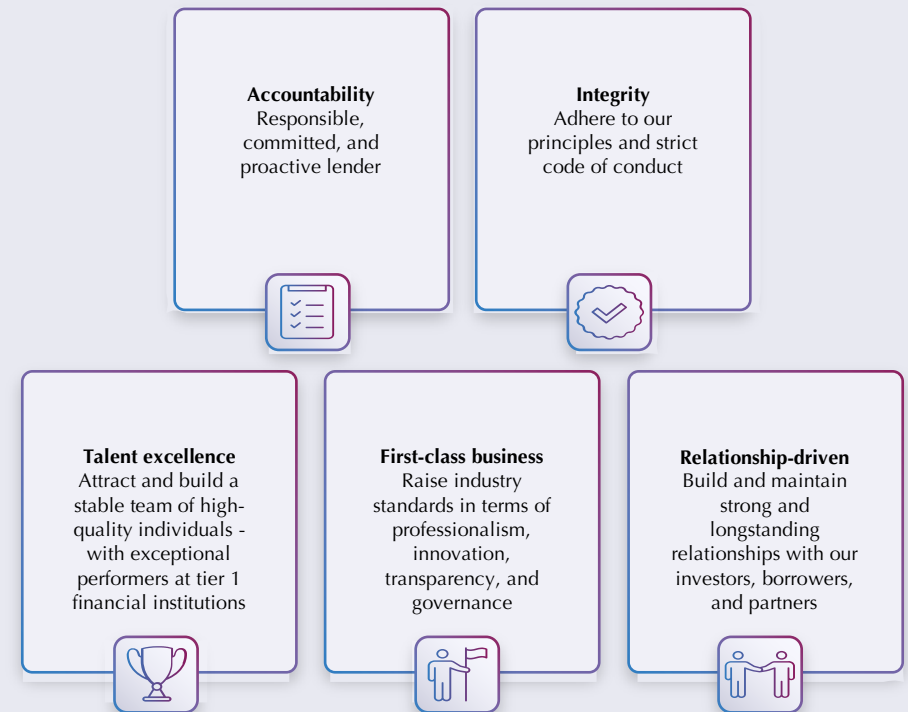 Accountability
Responsible,
committed, and
proactive lender
Integrity
Adhere to our
principles and strict
code of conduct
Talent excellence
Attract and build a
stable team of high-
quality individuals -
with exceptional
performers at tier 1
financial institutions
First-class business
Raise industry
standards in terms of
professionalism,
innovation,
transparency, and
governance
Relationship-driven
Build and maintain
strong and
longstanding
relationships with our
investors, borrowers,
and partners